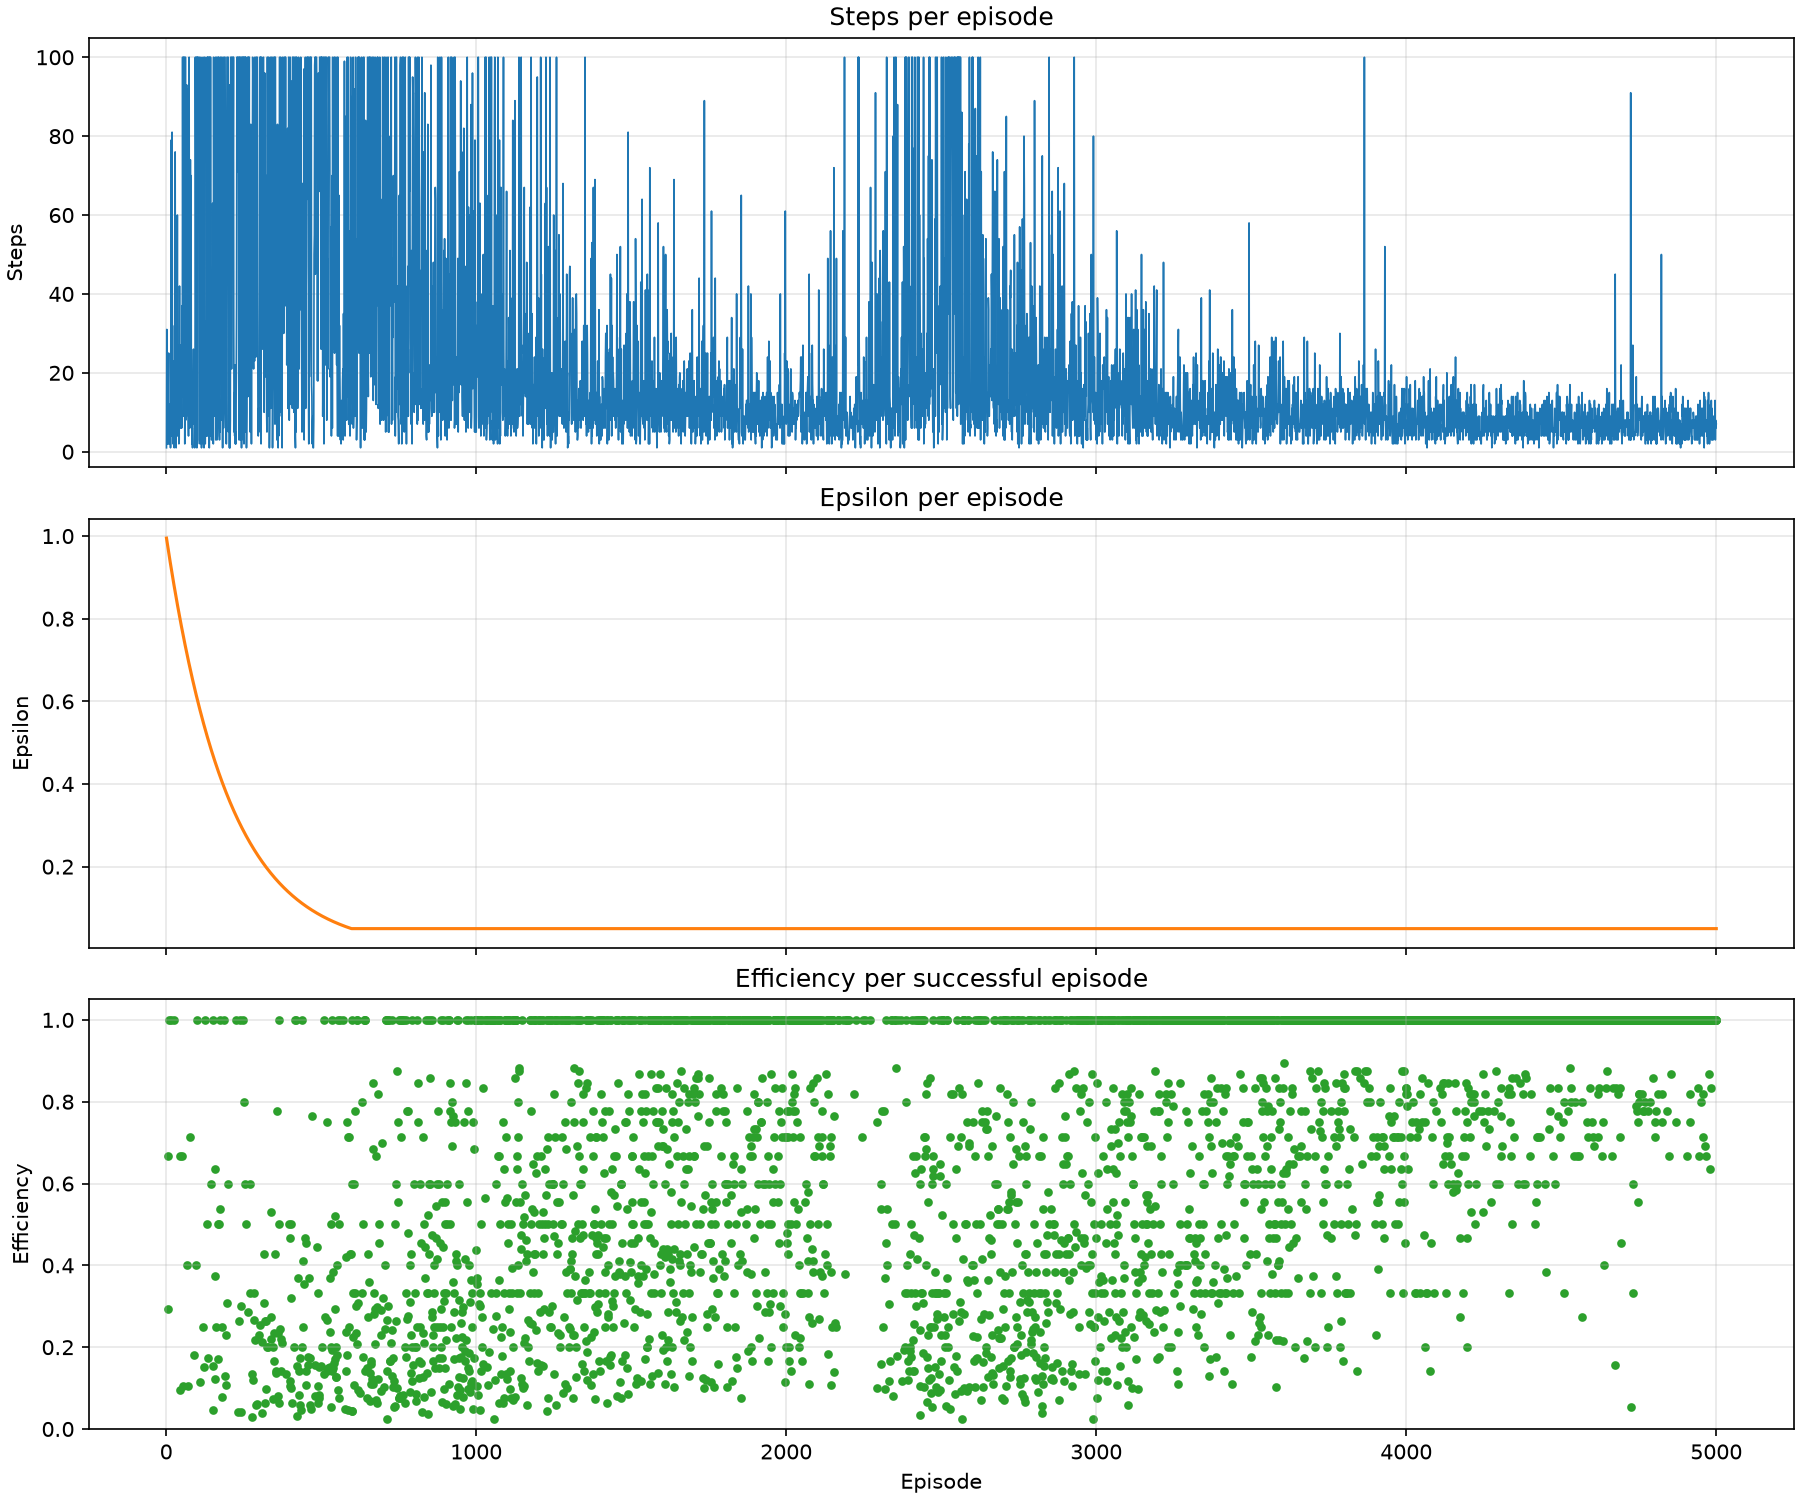 Steps per episode
100
80
60
40
20
0
Steps
Epsilon per episode
1.0
0.8
0.6
0.4
0.2
Epsilon
Efficiency per successful episode
1.0
0.8
0.6
0.4
0.2
0.0
Efficiency
0 1000 2000 3000 4000 5000
Episode